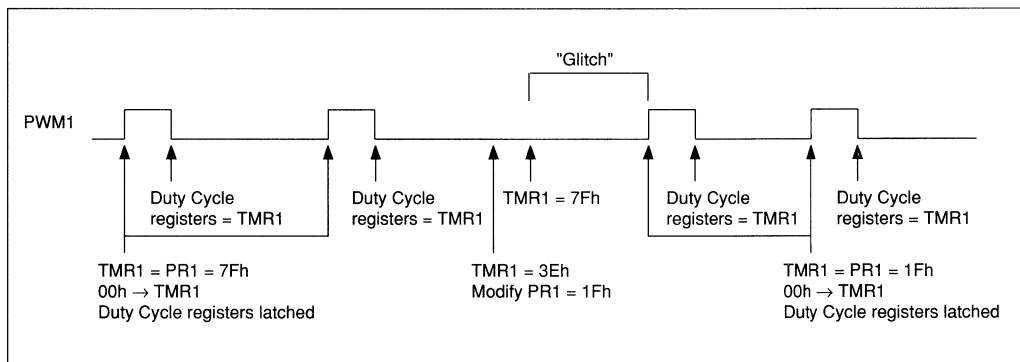 "Glitch"
PWM1
Duty Cycle
registers = TMR1
Duty Cycle
registers = TMR1
TMR1 = 7Fh
Duty Cycle
registers = TMR1
Duty Cycle
registers = TMR1
TMR1 = PR1 = 7Fh
00h → TMR1
Duty Cycle registers latched
TMR1 = 3Eh
Modify PR1 = 1Fh
TMR1 = PR1 = 1Fh
00h → TMR1
Duty Cycle registers latched